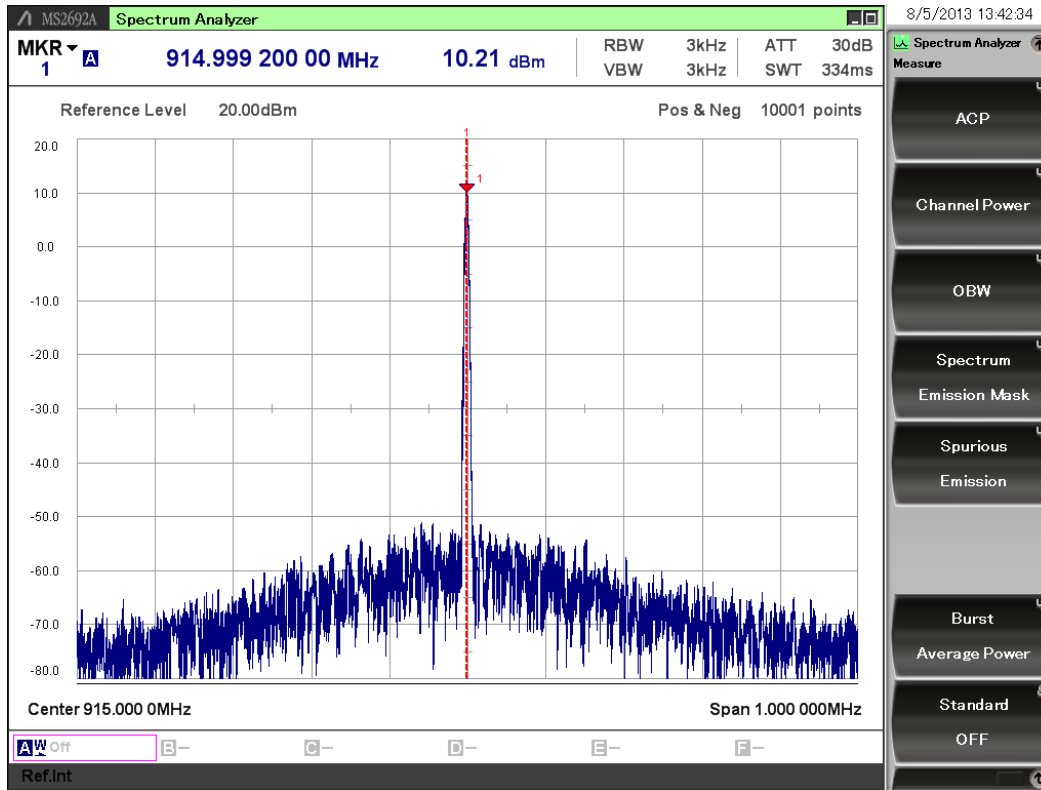 MS2692A Spectrum Analyzer
8/5/2013 13:42:34
MKR A 914.999 200 00 MHz 10.21 dBm RBW 3kHz ATT 30dB
1 VBW 3kHz SWT 334ms
Spectrum Analyzer
Measure
Reference Level 20.00dBm Pos & Neg 10001 points
1
1
20.0
10.0
0.0
-10.0
-20.0
-30.0
-40.0
-50.0
-60.0
-70.0
-80.0
Center 915.000 0MHz Span 1.000 000MHz
A W Off B- C- D- E- F-
Ref.Int
ACP
Channel Power
OBW
Spectrum
Emission Mask
Spurious
Emission
Burst
Average Power
Standard
OFF